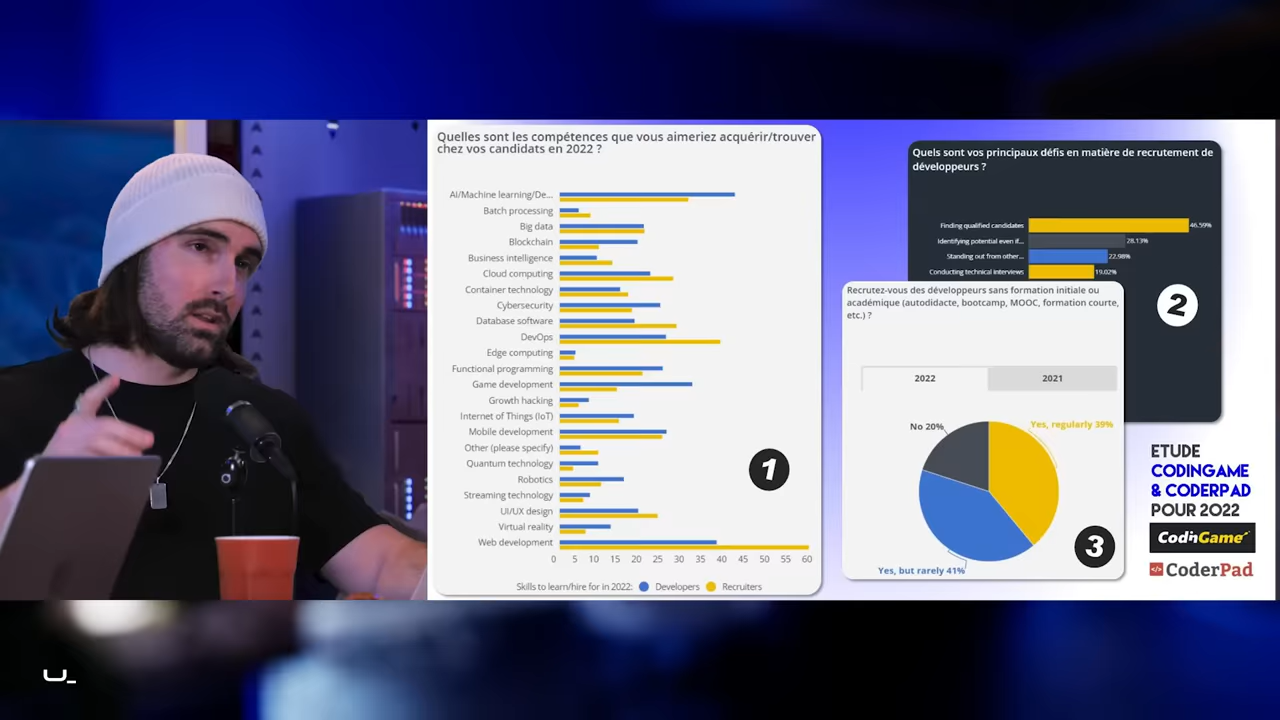 Quelles sont les compétences que vous aimeriez acquérir/trouver
chez vos candidats en 2022 ?
AI/Machine learning/De...
Batch processing
Big data
Blockchain
Business intelligence
Cloud computing
Container technology
Cybersecurity
Database software
DevOps
Edge computing
Functional programming
Game development
Growth hacking
Internet of Things (IoT)
Mobile development
Other (please specify)
Quantum technology
Robotics
Streaming technology
UI/UX design
Virtual reality
Web development
0 5 10 15 20 25 30 35 40 45 50 55 60
Skills to learn/hire for in 2022: Developers Recruiters
1
Quels sont vos principaux défis en matière de recrutement de
développeurs ?
Finding qualified candidates 46.59%
Identifying potential even if... 28.13%
Standing out from other... 22.98%
Conducting technical interviews 19.02%
2
Recrutez-vous des développeurs sans formation initiale ou
académique (autodidacte, bootcamp, MOOC, formation courte,
etc.) ?
2022 2021
No 20%
Yes, regularly 39%
Yes, but rarely 41%
3
ETUDE
CODINGAME
& CODERPAD
POUR 2022
CodinGame
CoderPad